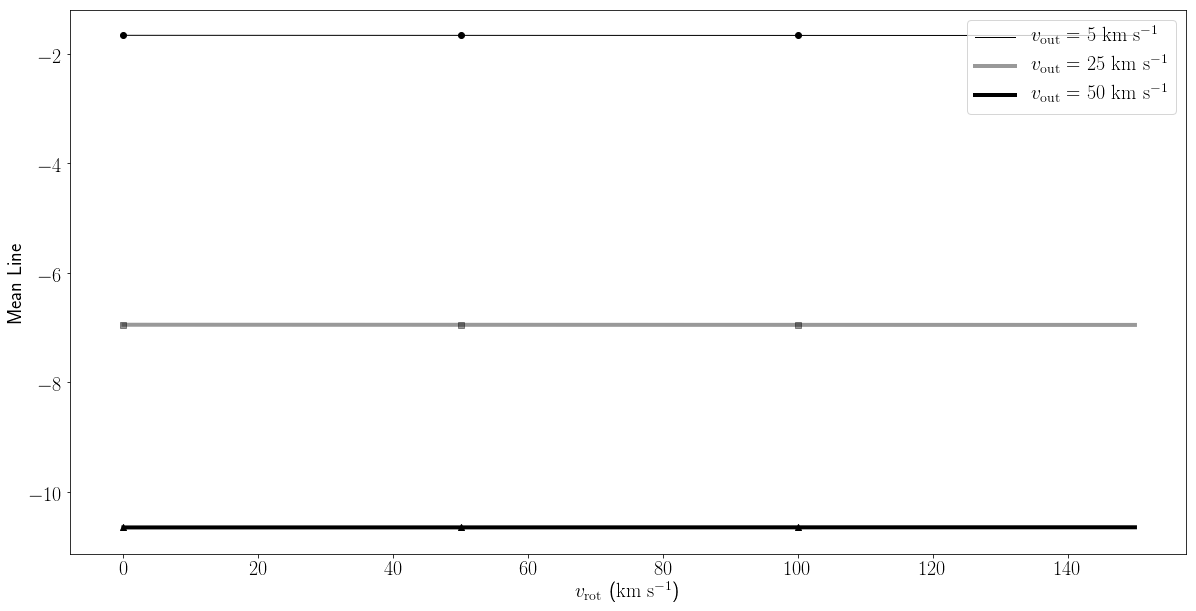 −2
−4
−6
−8
−10
Mean Line
v_out = 5 km s⁻¹
v_out = 25 km s⁻¹
v_out = 50 km s⁻¹
0 20 40 60 80 100 120 140
v_rot (km s⁻¹)